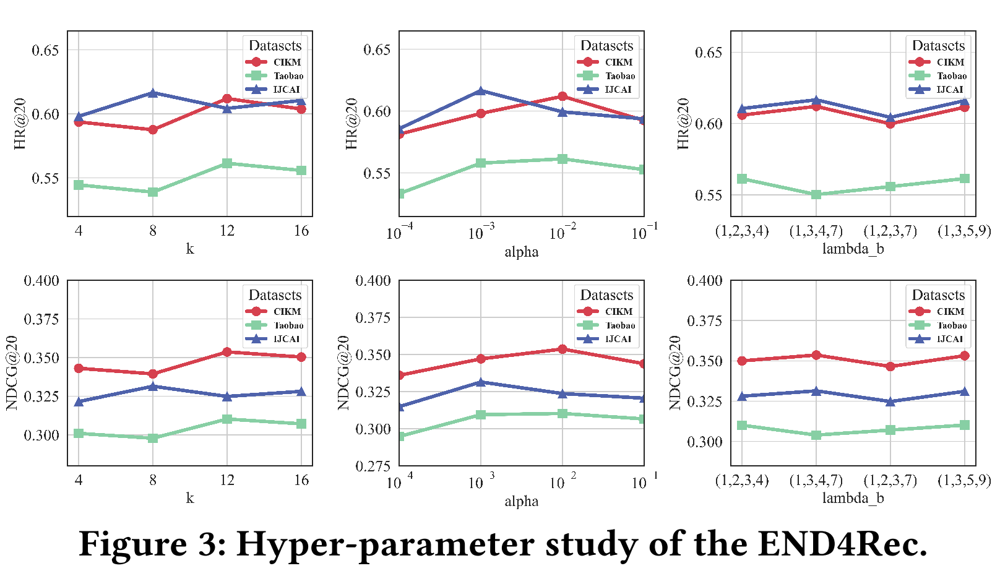 0.65
0.60
0.55
HR@20
Datasets
CIKM
Taobao
IJCAI
4 8 12 16
k
0.65
0.60
0.55
HR@20
Datasets
CIKM
Taobao
IJCAI
10⁻⁴ 10⁻³ 10⁻² 10⁻¹
alpha
0.65
0.60
0.55
HR@20
Datasets
CIKM
Taobao
IJCAI
(1,2,3,4) (1,3,4,7) (1,2,3,7) (1,3,5,9)
lambda_b
0.400
0.375
0.350
0.325
0.300
NDCG@20
Datasets
CIKM
Taobao
IJCAI
4 8 12 16
k
0.400
0.375
0.350
0.325
0.300
0.275
NDCG@20
Datasets
CIKM
Taobao
IJCAI
10 ⁴ 10 ³ 10 ² 10 ¹
alpha
0.400
0.375
0.350
0.325
0.300
NDCG@20
Datasets
CIKM
Taobao
IJCAI
(1,2,3,4) (1,3,4,7) (1,2,3,7) (1,3,5,9)
lambda_b
Figure 3: Hyper-parameter study of the END4Rec.